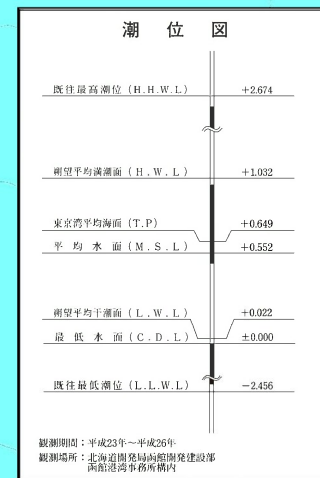 潮位図
既往最高潮位 (H.H.W.L) +2.674
朔望平均満潮面 (H.W.L) +1.032
東京湾平均海面 (T.P) +0.649
平均水面 (M.S.L) +0.552
朔望平均干潮面 (L.W.L) +0.022
最低水面 (C.D.L) ±0.000
既往最低潮位 (L.L.W.L) −2.456
観測期間：平成23年～平成26年
観測場所：北海道開発局函館開発建設部
函館港湾事務所構内